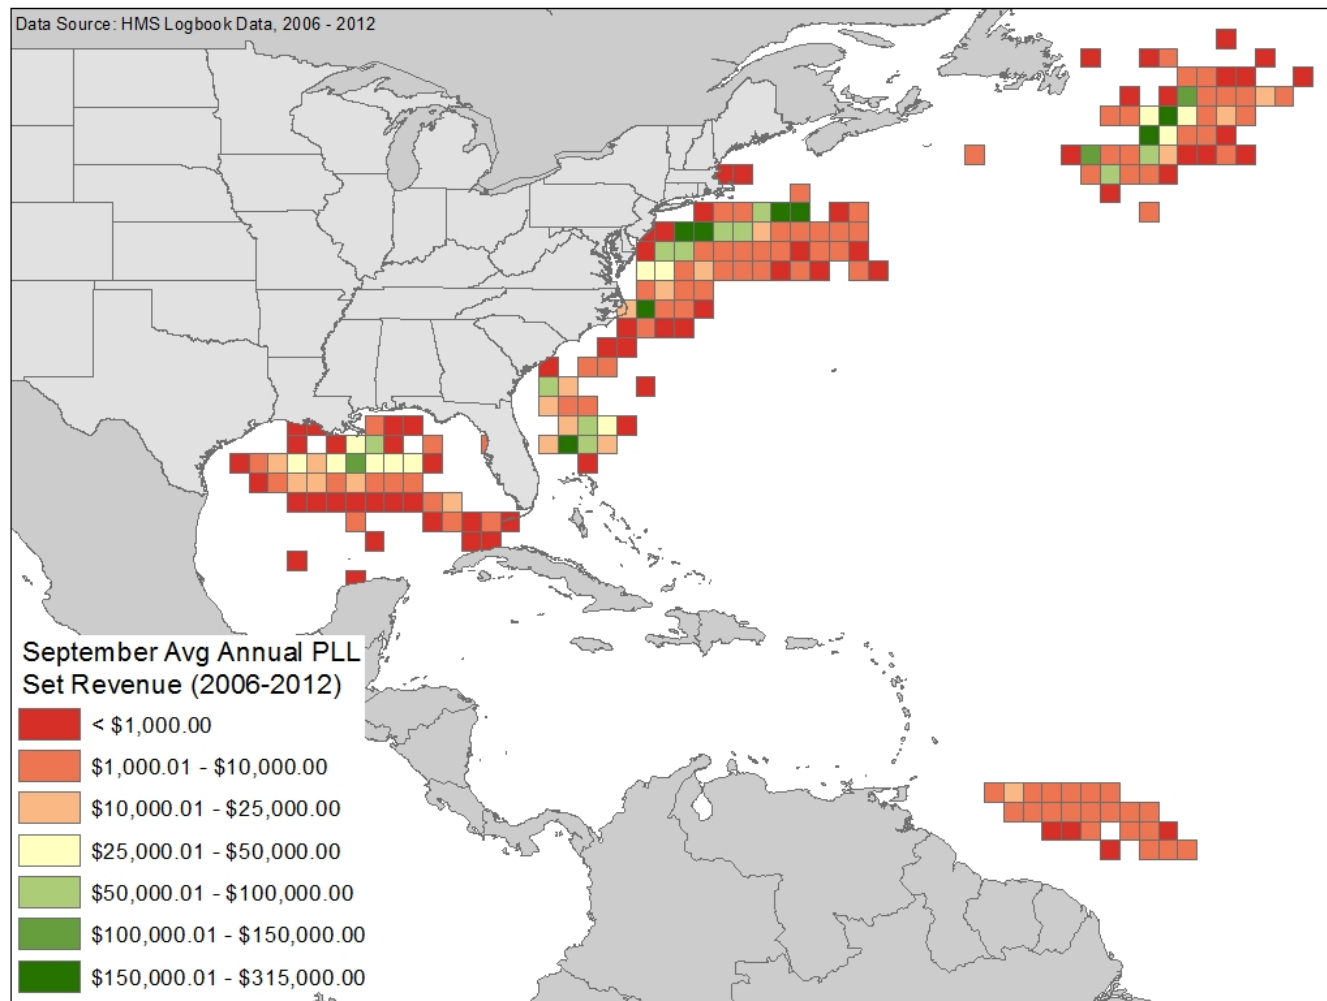 Data Source: HMS Logbook Data, 2006 - 2012
September Avg Annual PLL
Set Revenue (2006-2012)
< $1,000.00
$1,000.01 - $10,000.00
$10,000.01 - $25,000.00
$25,000.01 - $50,000.00
$50,000.01 - $100,000.00
$100,000.01 - $150,000.00
$150,000.01 - $315,000.00